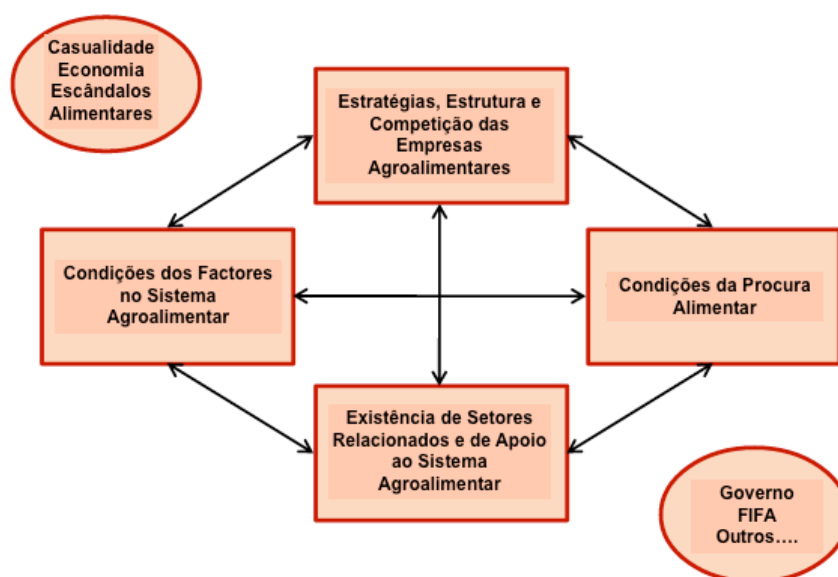 Casualidade
Economia
Escândalos
Alimentares
Estratégias, Estrutura e
Competição das
Empresas
Agroalimentares
Condições dos Factores
no Sistema
Agroalimentar
Condições da Procura
Alimentar
Existência de Setores
Relacionados e de Apoio
ao Sistema
Agroalimentar
Governo
FIFA
Outros....